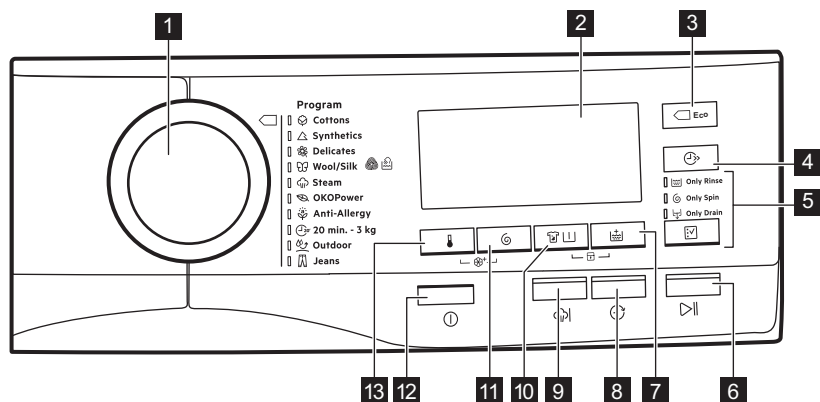 1
2
3
Program
Cottons
Synthetics
Delicates
Wool/Silk
Steam
OKOPower
Anti-Allergy
20 min. - 3 kg
Outdoor
Jeans
Eco
4
Only Rinse
Only Spin
Only Drain
5
13
12
11
10
9
8
7
6